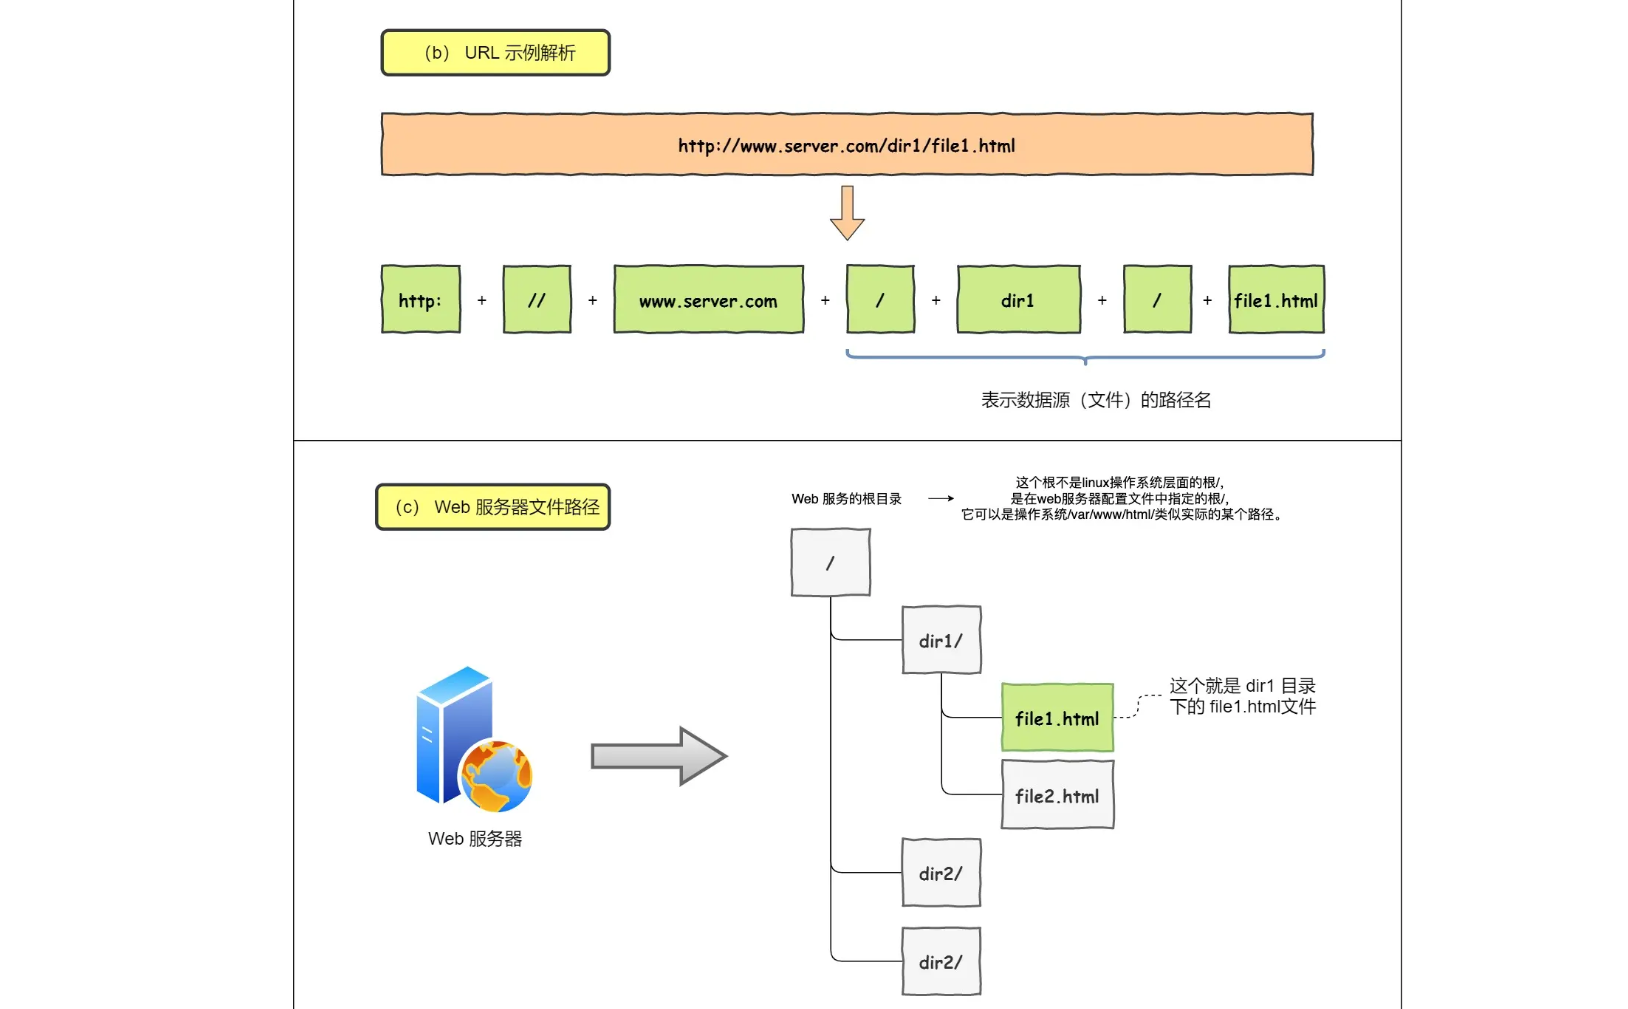 （b） URL 示例解析
http://www.server.com/dir1/file1.html
http: + // + www.server.com + / + dir1 + / + file1.html
表示数据源（文件）的路径名
（c） Web 服务器文件路径
Web 服务的根目录
这个根不是linux操作系统层面的根/，
是在web服务器配置文件中指定的根/，
它可以是操作系统/var/www/html/类似实际的某个路径。
/
dir1/
file1.html
这个就是 dir1 目录
下的 file1.html文件
file2.html
Web 服务器
dir2/
dir2/